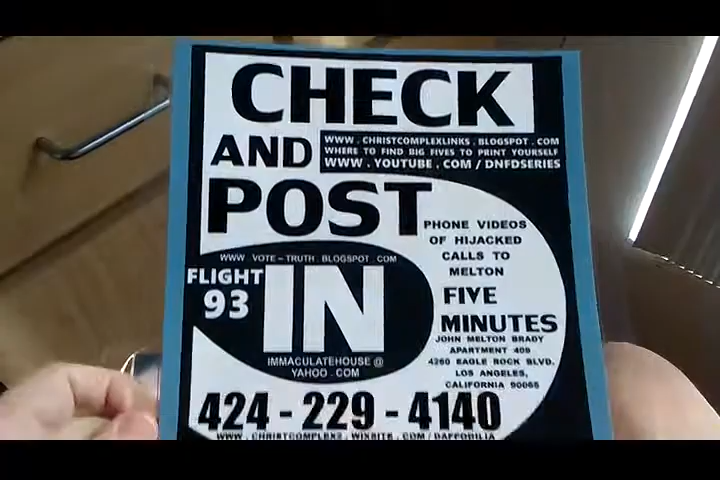 CHECK
AND
WWW . CHRISTCOMPLEXLINKS . BLOGSPOT . COM
WHERE TO FIND BIG FIVES TO PRINT YOURSELF
WWW . YOUTUBE . COM / DNFDSERIES
POST
PHONE VIDEOS
OF HIJACKED
CALLS TO
MELTON
FIVE
MINUTES
WWW . VOTE - TRUTH . BLOGSPOT . COM
FLIGHT
93
IN
IMMACULATEHOUSE @
YAHOO . COM
JOHN MELTON BRADY
APARTMENT 409
4260 EAGLE ROCK BLVD.
LOS ANGELES,
CALIFORNIA 90065
424 - 229 - 4140
WWW . CHRISTCOMPLEX2 . WIXSITE . COM / DAFFODILIA